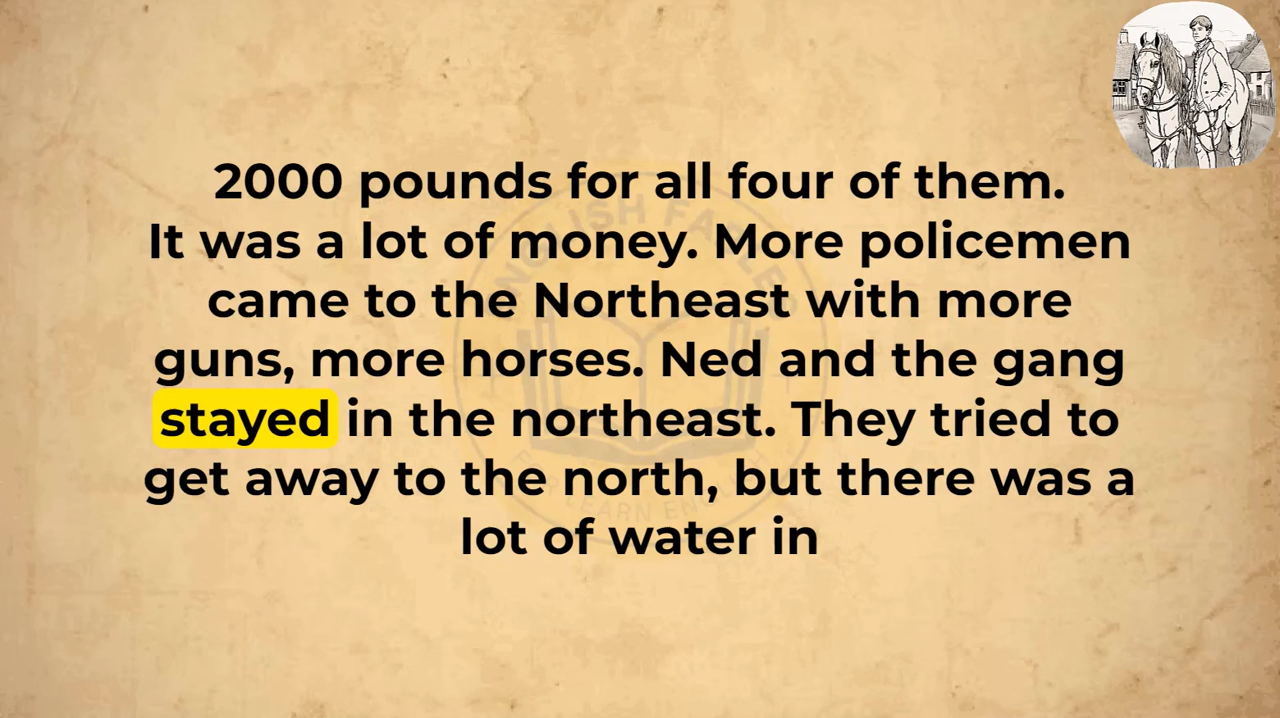 2000 pounds for all four of them.
It was a lot of money. More policemen
came to the Northeast with more
guns, more horses. Ned and the gang
stayed in the northeast. They tried to
get away to the north, but there was a
lot of water in